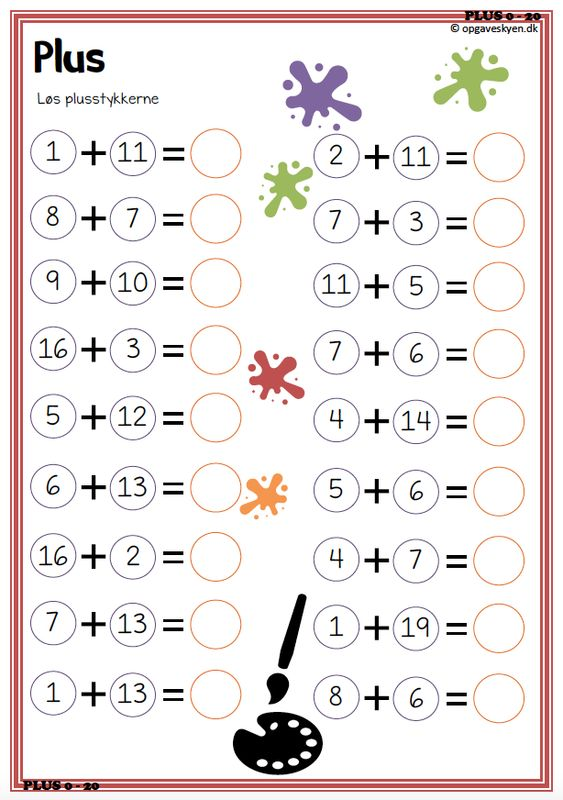 PLUS 0 - 20
© opgaveskyen.dk
Plus
Løs plusstykkerne
1 + 11 =
2 + 11 =
8 + 7 =
7 + 3 =
9 + 10 =
11 + 5 =
16 + 3 =
7 + 6 =
5 + 12 =
4 + 14 =
6 + 13 =
5 + 6 =
16 + 2 =
4 + 7 =
7 + 13 =
1 + 19 =
1 + 13 =
8 + 6 =
PLUS 0 - 20